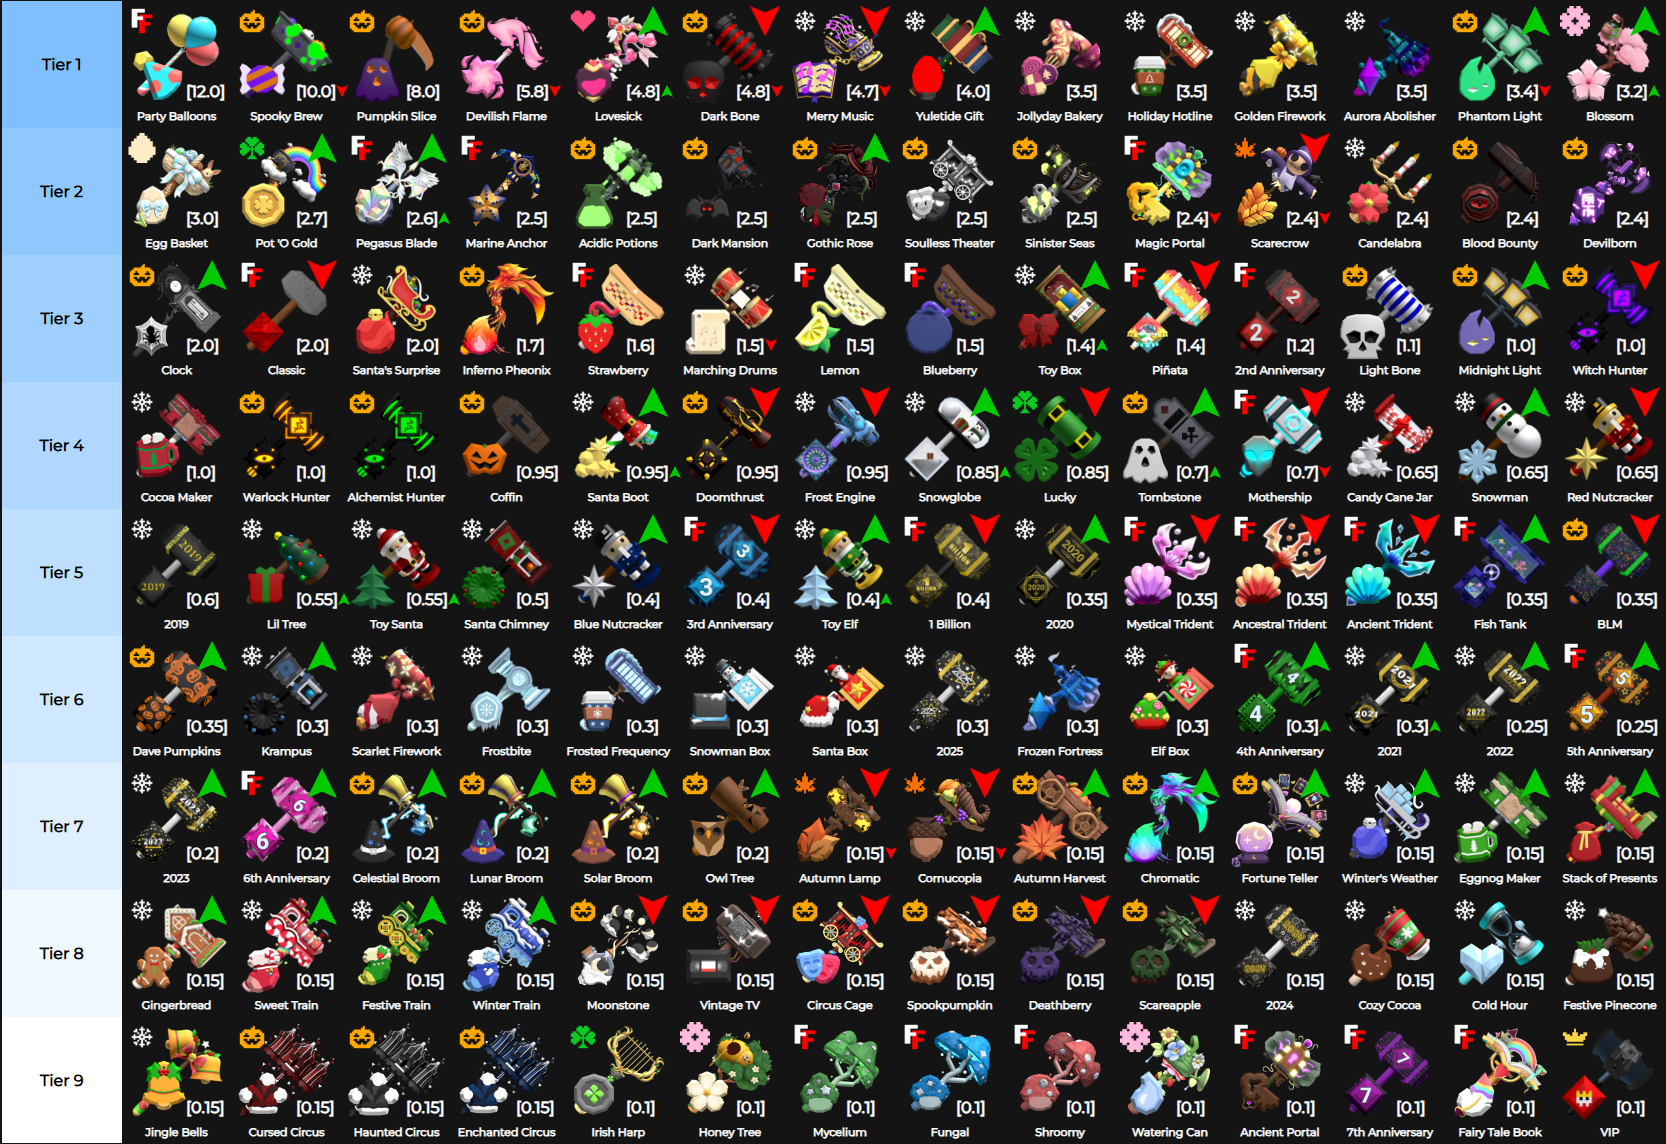 Tier 1
[12.0] [10.0] [8.0] [5.8] [4.8] [4.8] [4.7] [4.0] [3.5] [3.5] [3.5] [3.5] [3.4] [3.2]
Party Balloons Spooky Brew Pumpkin Slice Devilish Flame Lovesick Dark Bone Merry Music Yuletide Gift Jollyday Bakery Holiday Hotline Golden Firework Aurora Abolisher Phantom Light Blossom
Tier 2
[3.0] [2.7] [2.6] [2.5] [2.5] [2.5] [2.5] [2.5] [2.5] [2.4] [2.4] [2.4] [2.4] [2.4]
Egg Basket Pot 'O Gold Pegasus Blade Marine Anchor Acidic Potions Dark Mansion Gothic Rose Soulless Theater Sinister Seas Magic Portal Scarecrow Candelabra Blood Bounty Devilborn
Tier 3
[2.0] [2.0] [2.0] [1.7] [1.6] [1.5] [1.5] [1.5] [1.4] [1.4] [1.2] [1.1] [1.0] [1.0]
Clock Classic Santa's Surprise Inferno Pheonix Strawberry Marching Drums Lemon Blueberry Toy Box Piñata 2nd Anniversary Light Bone Midnight Light Witch Hunter
Tier 4
[1.0] [1.0] [1.0] [0.95] [0.95] [0.95] [0.95] [0.85] [0.85] [0.7] [0.7] [0.65] [0.65] [0.65]
Cocoa Maker Warlock Hunter Alchemist Hunter Coffin Santa Boot Doomthrust Frost Engine Snowglobe Lucky Tombstone Mothership Candy Cane Jar Snowman Red Nutcracker
Tier 5
[0.6] [0.55] [0.55] [0.5] [0.4] [0.4] [0.4] [0.4] [0.35] [0.35] [0.35] [0.35] [0.35] [0.35]
2019 Lil Tree Toy Santa Santa Chimney Blue Nutcracker 3rd Anniversary Toy Elf 1 Billion 2020 Mystical Trident Ancestral Trident Ancient Trident Fish Tank BLM
Tier 6
[0.35] [0.3] [0.3] [0.3] [0.3] [0.3] [0.3] [0.3] [0.3] [0.3] [0.3] [0.3] [0.25] [0.25]
Dave Pumpkins Krampus Scarlet Firework Frostbite Frosted Frequency Snowman Box Santa Box 2025 Frozen Fortress Elf Box 4th Anniversary 2021 2022 5th Anniversary
Tier 7
[0.2] [0.2] [0.2] [0.2] [0.2] [0.2] [0.15] [0.15] [0.15] [0.15] [0.15] [0.15] [0.15] [0.15]
2023 6th Anniversary Celestial Broom Lunar Broom Solar Broom Owl Tree Autumn Lamp Cornucopia Autumn Harvest Chromatic Fortune Teller Winter's Weather Eggnog Maker Stack of Presents
Tier 8
[0.15] [0.15] [0.15] [0.15] [0.15] [0.15] [0.15] [0.15] [0.15] [0.15] [0.15] [0.15] [0.15] [0.15]
Gingerbread Sweet Train Festive Train Winter Train Moonstone Vintage TV Circus Cage Spookpumpkin Deathberry Scareapple 2024 Cozy Cocoa Cold Hour Festive Pinecone
Tier 9
[0.15] [0.15] [0.15] [0.15] [0.1] [0.1] [0.1] [0.1] [0.1] [0.1] [0.1] [0.1] [0.1] [0.1]
Jingle Bells Cursed Circus Haunted Circus Enchanted Circus Irish Harp Honey Tree Mycelium Fungal Shroomy Watering Can Ancient Portal 7th Anniversary Fairy Tale Book VIP